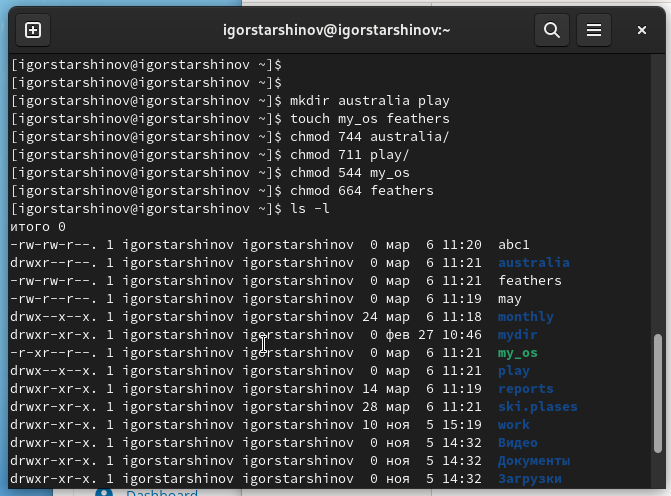 igorstarshinov@igorstarshinov:~
[igorstarshinov@igorstarshinov ~]$
[igorstarshinov@igorstarshinov ~]$
[igorstarshinov@igorstarshinov ~]$ mkdir australia play
[igorstarshinov@igorstarshinov ~]$ touch my_os feathers
[igorstarshinov@igorstarshinov ~]$ chmod 744 australia/
[igorstarshinov@igorstarshinov ~]$ chmod 711 play/
[igorstarshinov@igorstarshinov ~]$ chmod 544 my_os
[igorstarshinov@igorstarshinov ~]$ chmod 664 feathers
[igorstarshinov@igorstarshinov ~]$ ls -l
итого 0
-rw-rw-r--. 1 igorstarshinov igorstarshinov  0 мар  6 11:20  abc1
drwxr--r--. 1 igorstarshinov igorstarshinov  0 мар  6 11:21  australia
-rw-rw-r--. 1 igorstarshinov igorstarshinov  0 мар  6 11:21  feathers
-rw-r--r--. 1 igorstarshinov igorstarshinov  0 мар  6 11:19  may
drwx--x--x. 1 igorstarshinov igorstarshinov 24 мар  6 11:18  monthly
drwxr-xr-x. 1 igorstarshinov igorstarshinov  0 фев 27 10:46  mydir
-r-xr--r--. 1 igorstarshinov igorstarshinov  0 мар  6 11:21  my_os
drwx--x--x. 1 igorstarshinov igorstarshinov  0 мар  6 11:21  play
drwxr-xr-x. 1 igorstarshinov igorstarshinov 14 мар  6 11:19  reports
drwxr-xr-x. 1 igorstarshinov igorstarshinov 28 мар  6 11:21  ski.plases
drwxr-xr-x. 1 igorstarshinov igorstarshinov 10 ноя  5 15:19  work
drwxr-xr-x. 1 igorstarshinov igorstarshinov  0 ноя  5 14:32  Видео
drwxr-xr-x. 1 igorstarshinov igorstarshinov  0 ноя  5 14:32  Документы
drwxr-xr-x. 1 igorstarshinov igorstarshinov  0 ноя  5 14:32  Загрузки
Dashboard